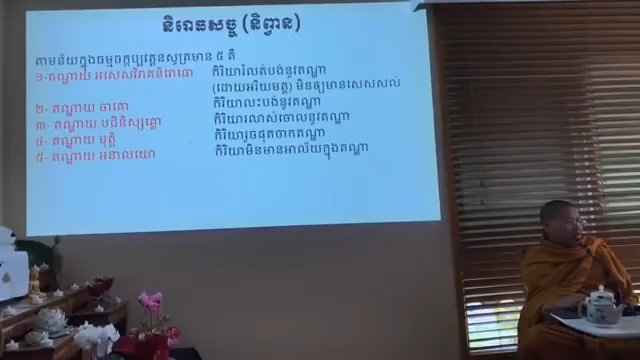 និរោធសច្ច (និព្វាន)
តាមន័យក្នុងធម្មចក្កប្បវត្តនសូត្រមាន ៥ គឺ
១-តណ្ហាយ អសេសវិរាគនិរោធោ កិរិយារំលត់បង់នូវតណ្ហា
(ដោយអរិយមគ្គ) មិនឲ្យមានសេសសល់
២- តណ្ហាយ ចាគោ កិរិយាលះបង់នូវតណ្ហា
៣- តណ្ហាយ បដិនិស្សគ្គោ កិរិយារលាស់ចោលនូវតណ្ហា
៤- តណ្ហាយ មុត្តិ កិរិយារួចផុតចាកតណ្ហា
៥- តណ្ហាយ អនាលយោ កិរិយាមិនមានអាល័យក្នុងតណ្ហា